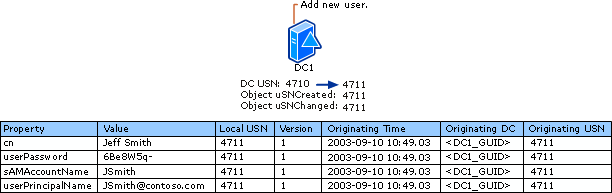 Add new user.
DC1
DC USN: 4710 4711
Object uSNCreated: 4711
Object uSNChanged: 4711
Property Value Local USN Version Originating Time Originating DC Originating USN
cn Jeff Smith 4711 1 2003-09-10 10:49.03 <DC1_GUID> 4711
userPassword 6Be8W5q- 4711 1 2003-09-10 10:49.03 <DC1_GUID> 4711
sAMAccountName JSmith 4711 1 2003-09-10 10:49.03 <DC1_GUID> 4711
userPrincipalName JSmith@contoso.com 4711 1 2003-09-10 10:49.03 <DC1_GUID> 4711